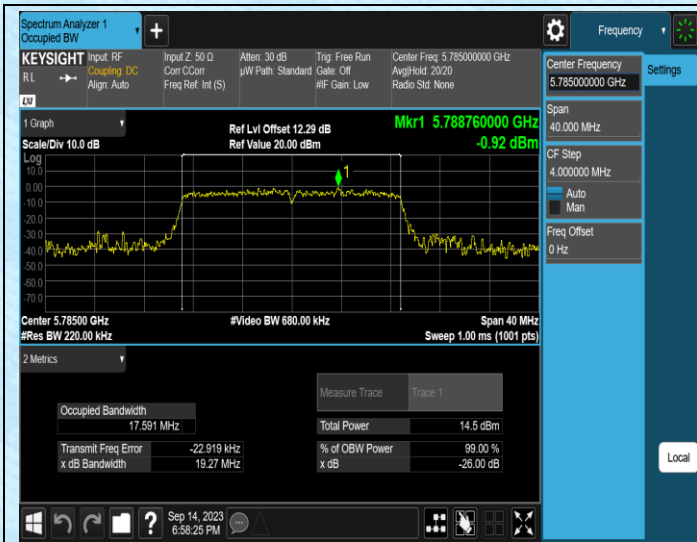 Spectrum Analyzer 1
Occupied BW
Frequency
KEYSIGHT
R L
LXI
Input: RF
Coupling: DC
Align: Auto
Input Z: 50 Ω
Corr CCorr
Freq Ref: Int (S)
Atten: 30 dB
µW Path: Standard
Trig: Free Run
Gate: Off
#IF Gain: Low
Center Freq: 5.785000000 GHz
Avg|Hold: 20/20
Radio Std: None
Center Frequency
5.785000000 GHz
Settings
Span
40.000 MHz
CF Step
4.000000 MHz
Auto
Man
Freq Offset
0 Hz
Local
1 Graph
Scale/Div 10.0 dB
Ref Lvl Offset 12.29 dB
Ref Value 20.00 dBm
Mkr1 5.788760000 GHz
-0.92 dBm
Log
10.0
0.00
-10.0
-20.0
-30.0
-40.0
-50.0
-60.0
-70.0
1
Center 5.78500 GHz
#Res BW 220.00 kHz
#Video BW 680.00 kHz
Span 40 MHz
Sweep 1.00 ms (1001 pts)
2 Metrics
Measure Trace
Trace 1
Occupied Bandwidth
17.591 MHz
Total Power
14.5 dBm
Transmit Freq Error
-22.919 kHz
% of OBW Power
99.00 %
x dB Bandwidth
19.27 MHz
x dB
-26.00 dB
Sep 14, 2023
6:58:25 PM